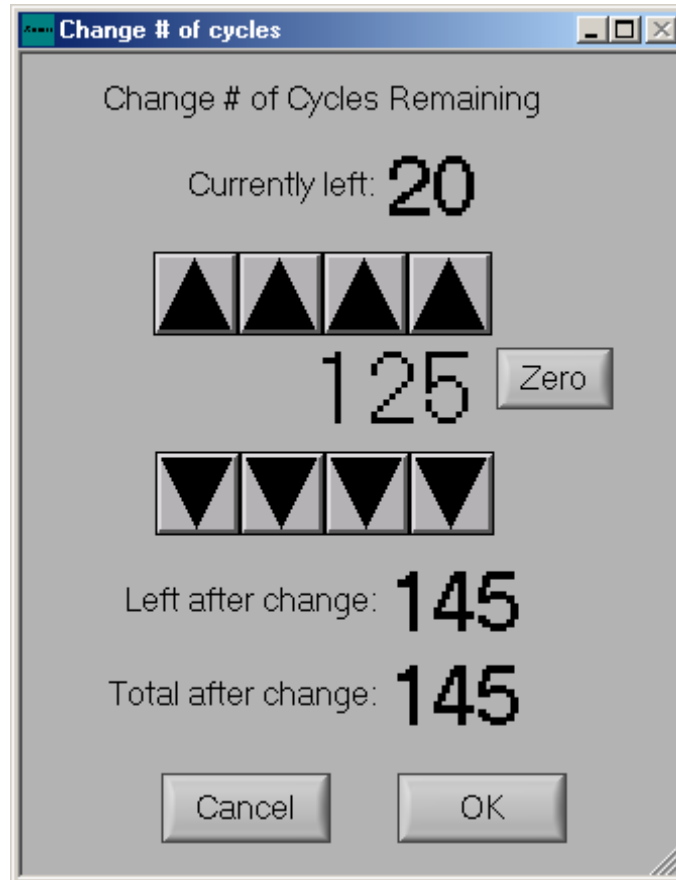 Change # of cycles
Change # of Cycles Remaining
Currently left: 20
125 Zero
Left after change: 145
Total after change: 145
Cancel OK